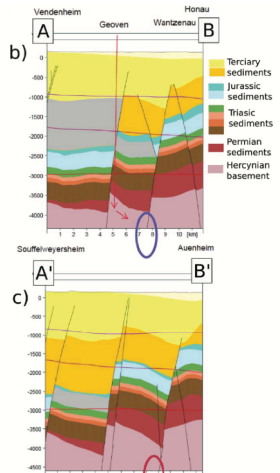 Vendenheim
Honau
Geoven
Wantzenau
A
B
b)
0
-500
-1000
-1500
-2000
-2500
-3000
-3500
-4000
1 2 3 4 5 6 7 8 9 10 [km]
Terciary
sediments
Jurassic
sediments
Triasic
sediments
Permian
sediments
Hercynian
basement
Souffelweyersheim
Auenheim
A'
B'
c)
0
-500
-1000
-1500
-2000
-2500
-3000
-3500
-4000
-4500